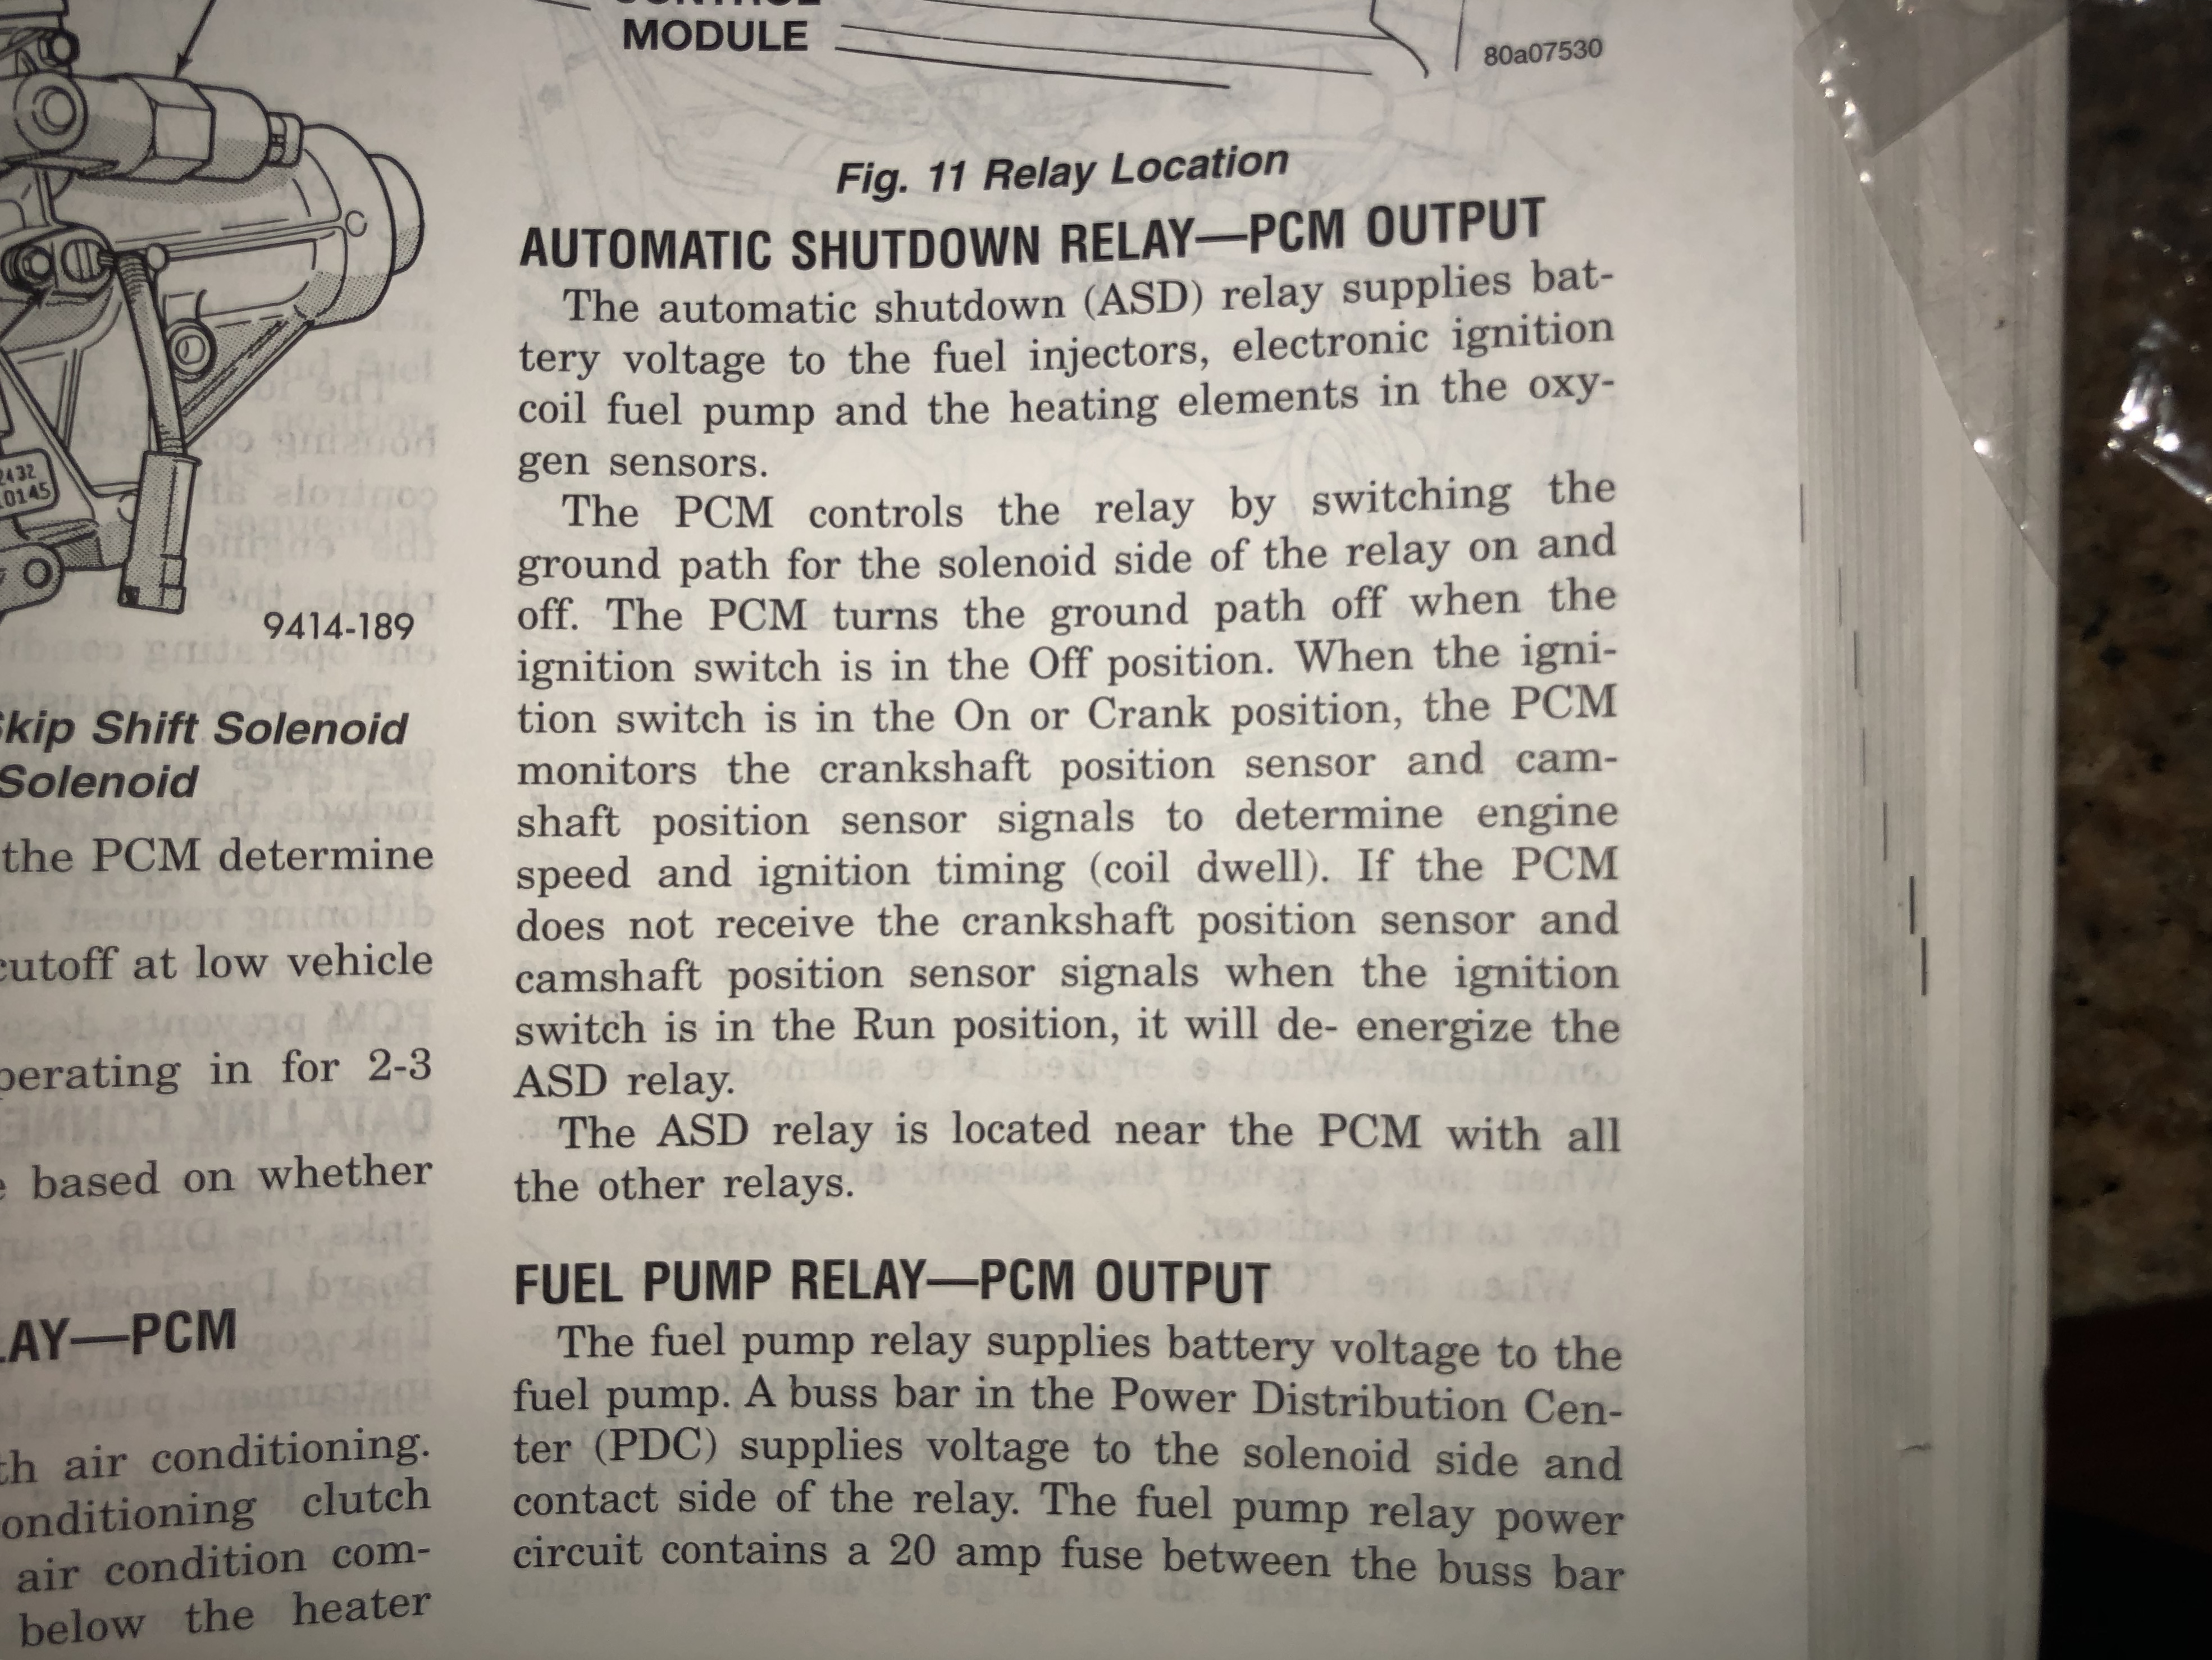 MODULE
80a07530
2432
0145
9414-189
Skip Shift Solenoid
Solenoid
the PCM determine
cutoff at low vehicle
operating in for 2-3
based on whether
LAY—PCM
air conditioning.
clutch
air condition com-
below the heater
Fig. 11 Relay Location
AUTOMATIC SHUTDOWN RELAY—PCM OUTPUT
The automatic shutdown (ASD) relay supplies bat-
tery voltage to the fuel injectors, electronic ignition
coil fuel pump and the heating elements in the oxy-
gen sensors.
The PCM controls the relay by switching the
ground path for the solenoid side of the relay on and
off. The PCM turns the ground path off when the
ignition switch is in the Off position. When the igni-
tion switch is in the On or Crank position, the PCM
monitors the crankshaft position sensor and cam-
shaft position sensor signals to determine engine
speed and ignition timing (coil dwell). If the PCM
does not receive the crankshaft position sensor and
camshaft position sensor signals when the ignition
switch is in the Run position, it will de- energize the
ASD relay.
The ASD relay is located near the PCM with all
the other relays.
FUEL PUMP RELAY—PCM OUTPUT
The fuel pump relay supplies battery voltage to the
fuel pump. A buss bar in the Power Distribution Cen-
ter (PDC) supplies voltage to the solenoid side and
contact side of the relay. The fuel pump relay power
circuit contains a 20 amp fuse between the buss bar